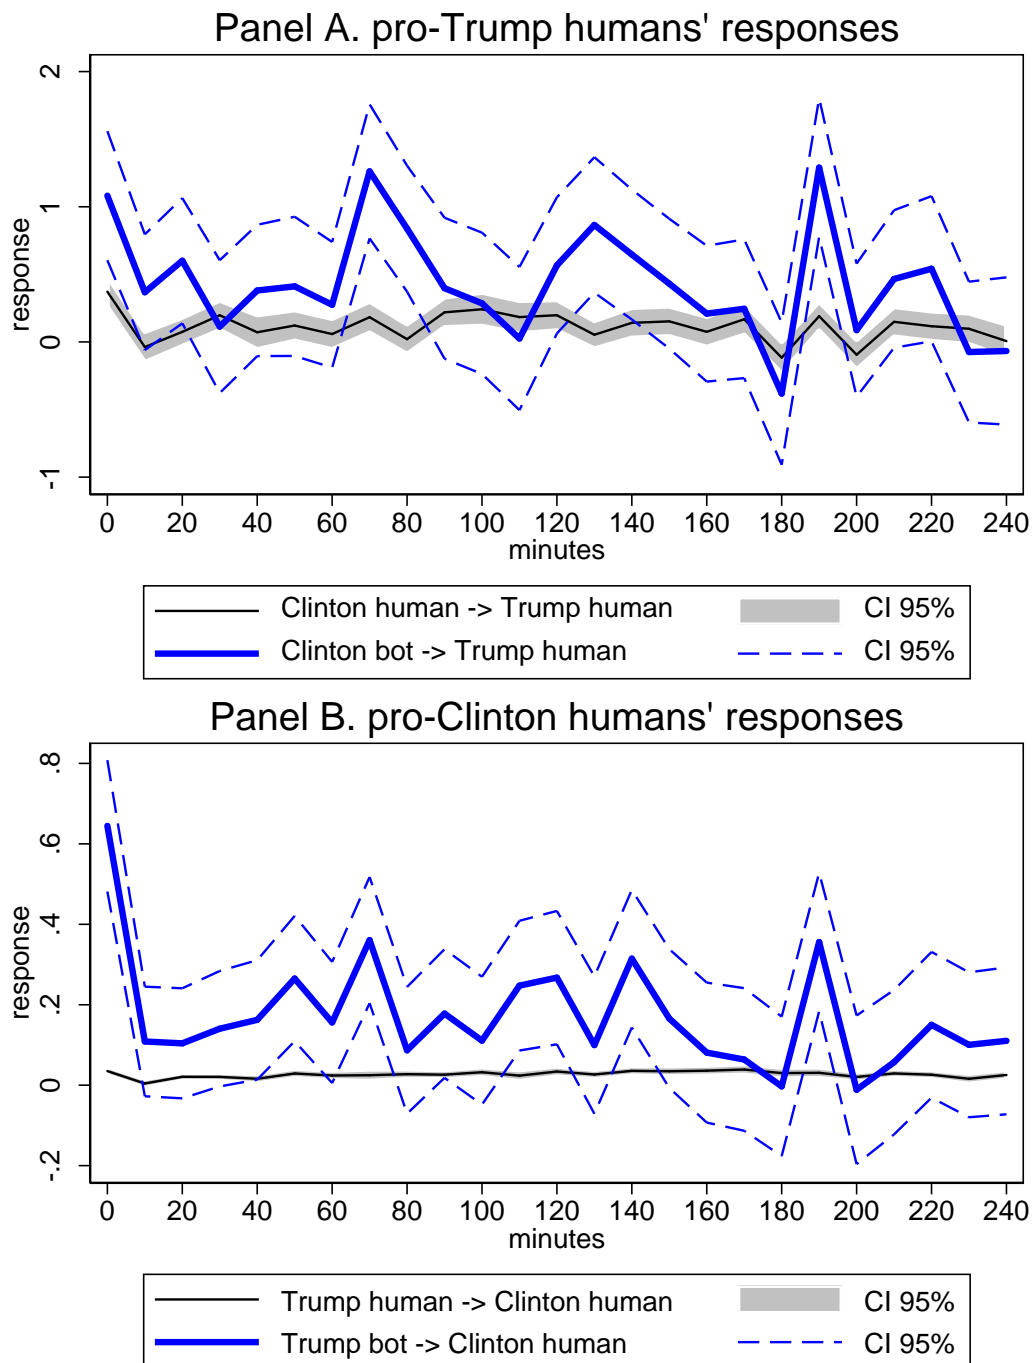 Panel A. pro-Trump humans' responses
2
1
0
-1
response
0 20 40 60 80 100 120 140 160 180 200 220 240
minutes
Clinton human -> Trump human CI 95%
Clinton bot -> Trump human CI 95%
Panel B. pro-Clinton humans' responses
.8
.6
.4
.2
0
-.2
response
0 20 40 60 80 100 120 140 160 180 200 220 240
minutes
Trump human -> Clinton human CI 95%
Trump bot -> Clinton human CI 95%